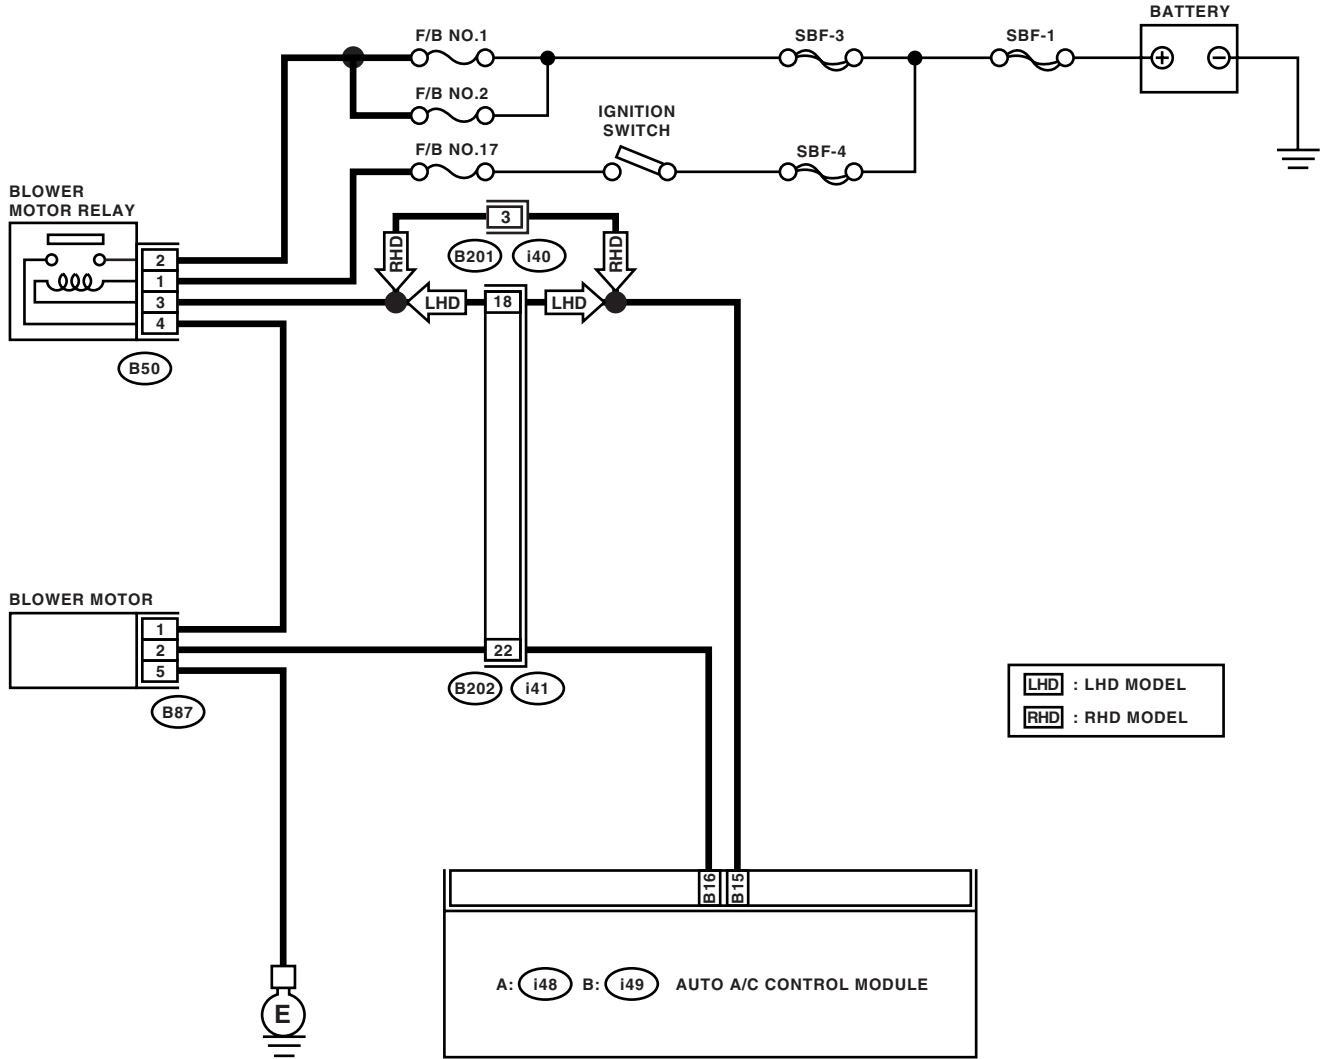 BATTERY
F/B NO.1
SBF-3
SBF-1
F/B NO.2
IGNITION
SWITCH
F/B NO.17
SBF-4
BLOWER
MOTOR RELAY
3
RHD
RHD
B201
i40
2
1
3
4
LHD
18
LHD
B50
BLOWER MOTOR
1
2
5
22
B202
i41
B87
LHD : LHD MODEL
RHD : RHD MODEL
B16
B15
A: i48 B: i49 AUTO A/C CONTROL MODULE
E